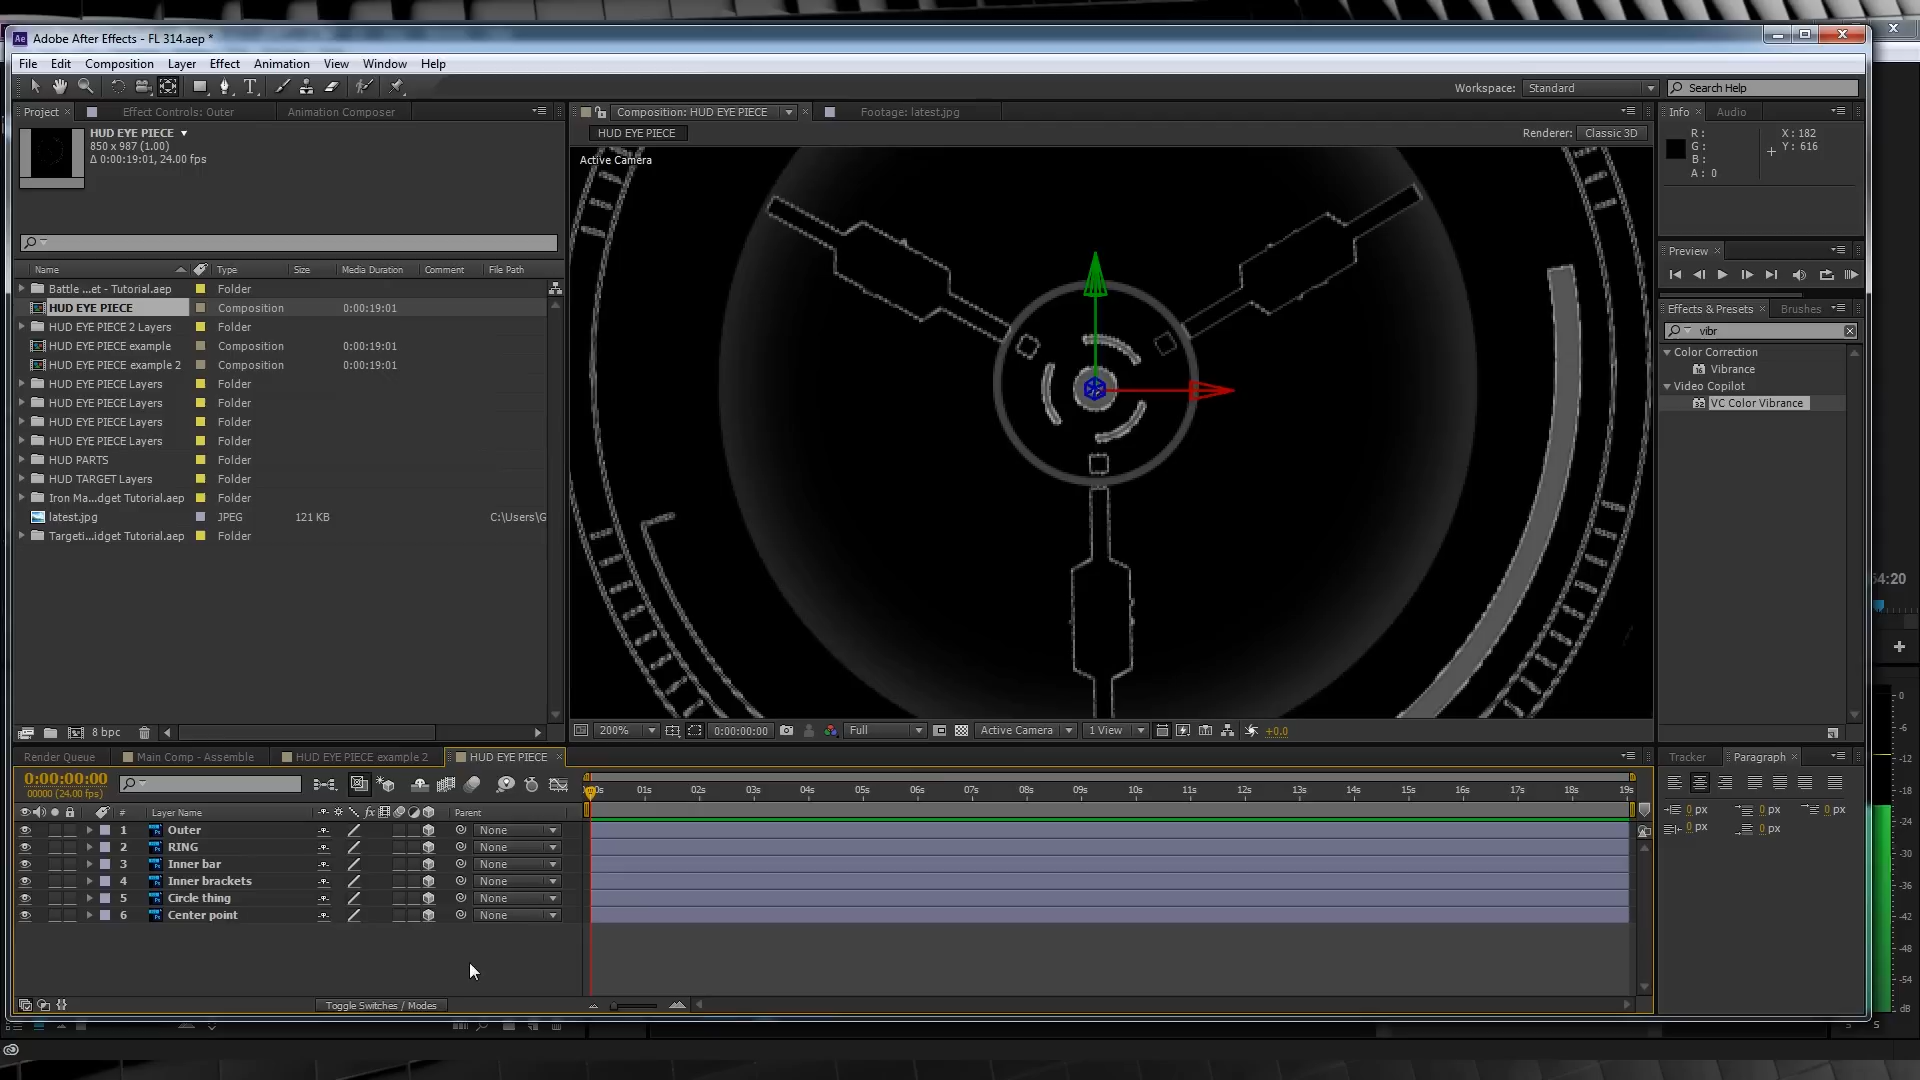 Adobe After Effects - FL 314.aep *
File Edit Composition Layer Effect Animation View Window Help
Workspace: Standard Search Help
Project Effect Controls: Outer Animation Composer
Composition: HUD EYE PIECE Footage: latest.jpg
Info Audio
HUD EYE PIECE
850 x 987 (1.00)
Δ 0:00:19:01, 24.00 fps
HUD EYE PIECE
Renderer: Classic 3D
Active Camera
R:
G:
B:
A: 0
X: 182
Y: 616
Preview
Effects & Presets Brushes
vibr
Color Correction
Vibrance
Video Copilot
VC Color Vibrance
Name Type Size Media Duration Comment File Path
Battle ...et - Tutorial.aep Folder
HUD EYE PIECE Composition 0:00:19:01
HUD EYE PIECE 2 Layers Folder
HUD EYE PIECE example Composition 0:00:19:01
HUD EYE PIECE example 2 Composition 0:00:19:01
HUD EYE PIECE Layers Folder
HUD EYE PIECE Layers Folder
HUD EYE PIECE Layers Folder
HUD EYE PIECE Layers Folder
HUD PARTS Folder
HUD TARGET Layers Folder
Iron Ma...dget Tutorial.aep Folder
latest.jpg JPEG 121 KB C:\Users\G
Targeti...idget Tutorial.aep Folder
8 bpc
200% 0:00:00:00 Full Active Camera 1 View +0.0
Render Queue Main Comp - Assemble HUD EYE PIECE example 2 HUD EYE PIECE
Tracker Paragraph
0:00:00:00
00000 (24.00 fps)
01s 02s 03s 04s 05s 06s 07s 08s 09s 10s 11s 12s 13s 14s 15s 16s 17s 18s 19s
# Layer Name fx Parent
1 Outer None
2 RING None
3 Inner bar None
4 Inner brackets None
5 Circle thing None
6 Center point None
0 px 0 px 0 px
0 px 0 px
Toggle Switches / Modes
54:20
0
-6
-12
-18
-24
-30
-36
-42
-48
-54
dB
S S